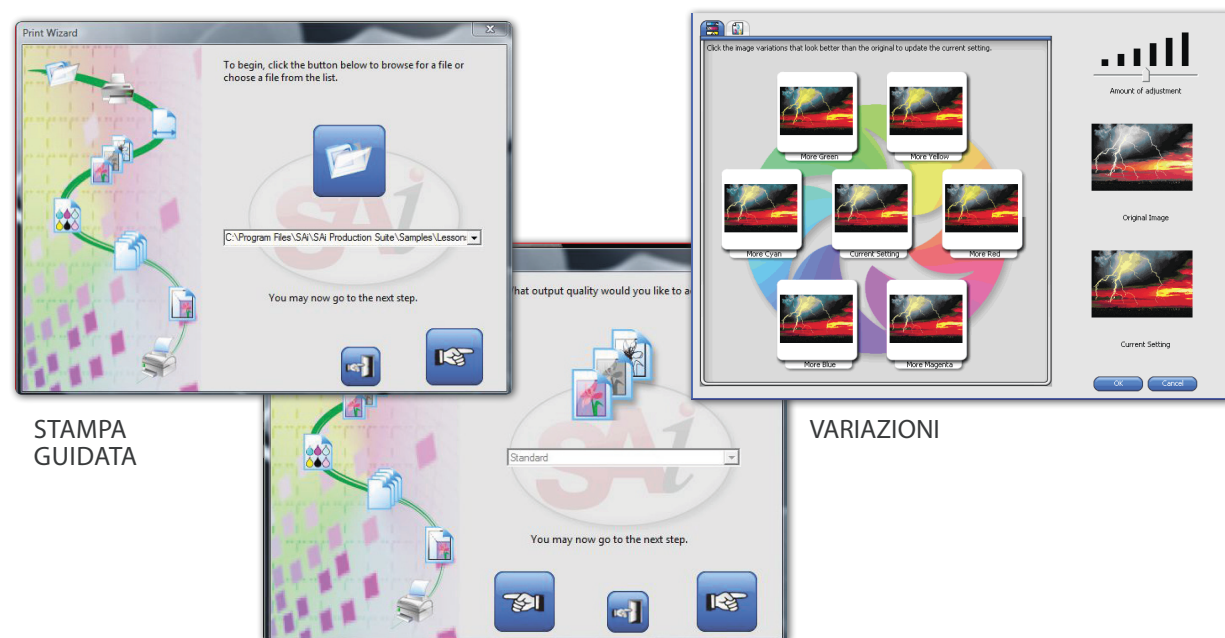 Print Wizard
To begin, click the button below to browse for a file or
choose a file from the list.
SAi
C:\Program Files\SAi\SAi Production Suite\Samples\Lesson
You may now go to the next step.
STAMPA
GUIDATA
hat output quality would you like to a
SAi
Standard
You may now go to the next step.
Click the image variations that look better than the original to update the current setting.
More Green
More Yellow
More Cyan
Current Setting
More Red
More Blue
More Magenta
Amount of adjustment
Original Image
Current Setting
OK
Cancel
VARIAZIONI